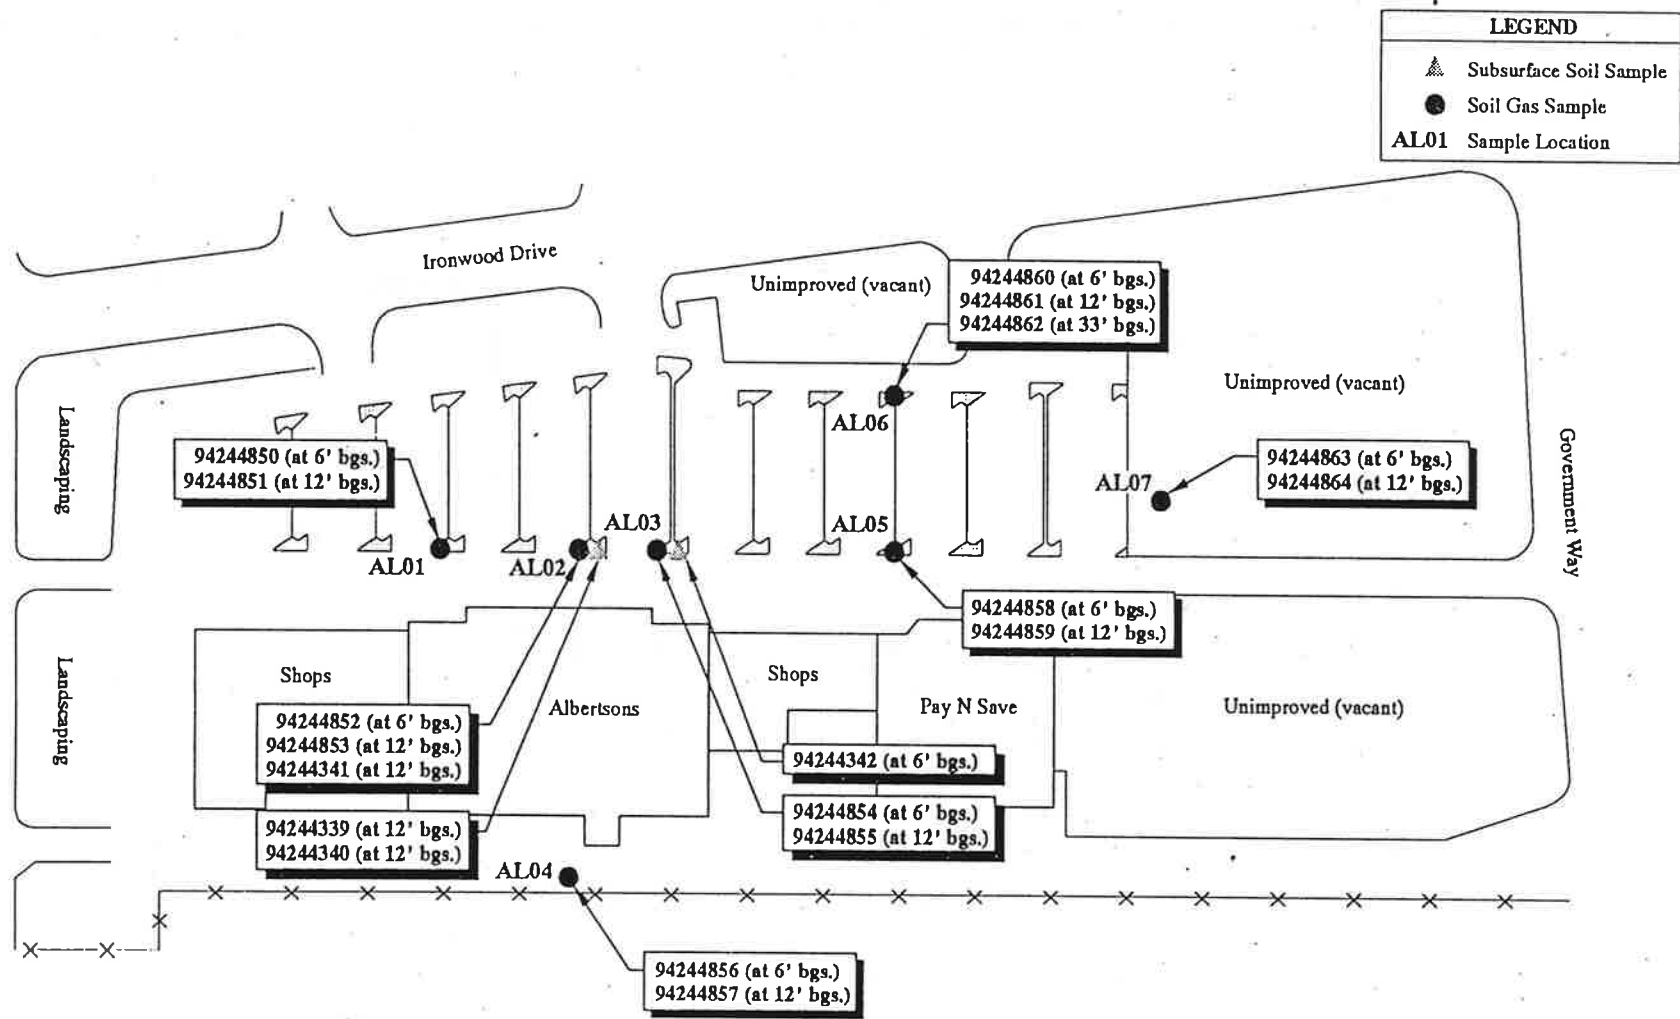 LEGEND
Subsurface Soil Sample
Soil Gas Sample
AL01 Sample Location
Ironwood Drive
Unimproved (vacant)
94244860 (at 6' bgs.)
94244861 (at 12' bgs.)
94244862 (at 33' bgs.)
Unimproved (vacant)
Landscaping
AL06
94244850 (at 6' bgs.)
94244851 (at 12' bgs.)
94244863 (at 6' bgs.)
94244864 (at 12' bgs.)
AL07
Government Way
AL03
AL05
AL01
AL02
94244858 (at 6' bgs.)
94244859 (at 12' bgs.)
Landscaping
Shops
Albertsons
Shops
Pay N Save
Unimproved (vacant)
94244852 (at 6' bgs.)
94244853 (at 12' bgs.)
94244341 (at 12' bgs.)
94244342 (at 6' bgs.)
94244339 (at 12' bgs.)
94244340 (at 12' bgs.)
94244854 (at 6' bgs.)
94244855 (at 12' bgs.)
AL04
94244856 (at 6' bgs.)
94244857 (at 12' bgs.)